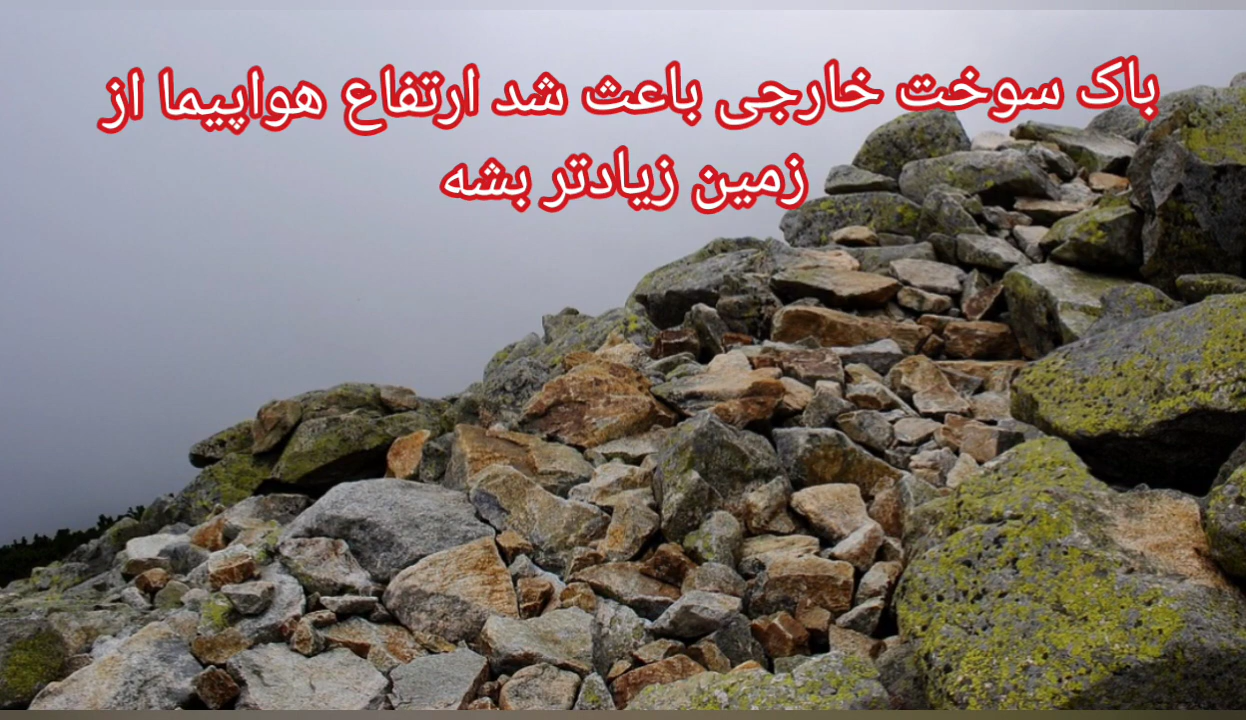 باک سوخت خارجی باعث شد ارتفاع هواپیما از
زمین زیادتر بشه